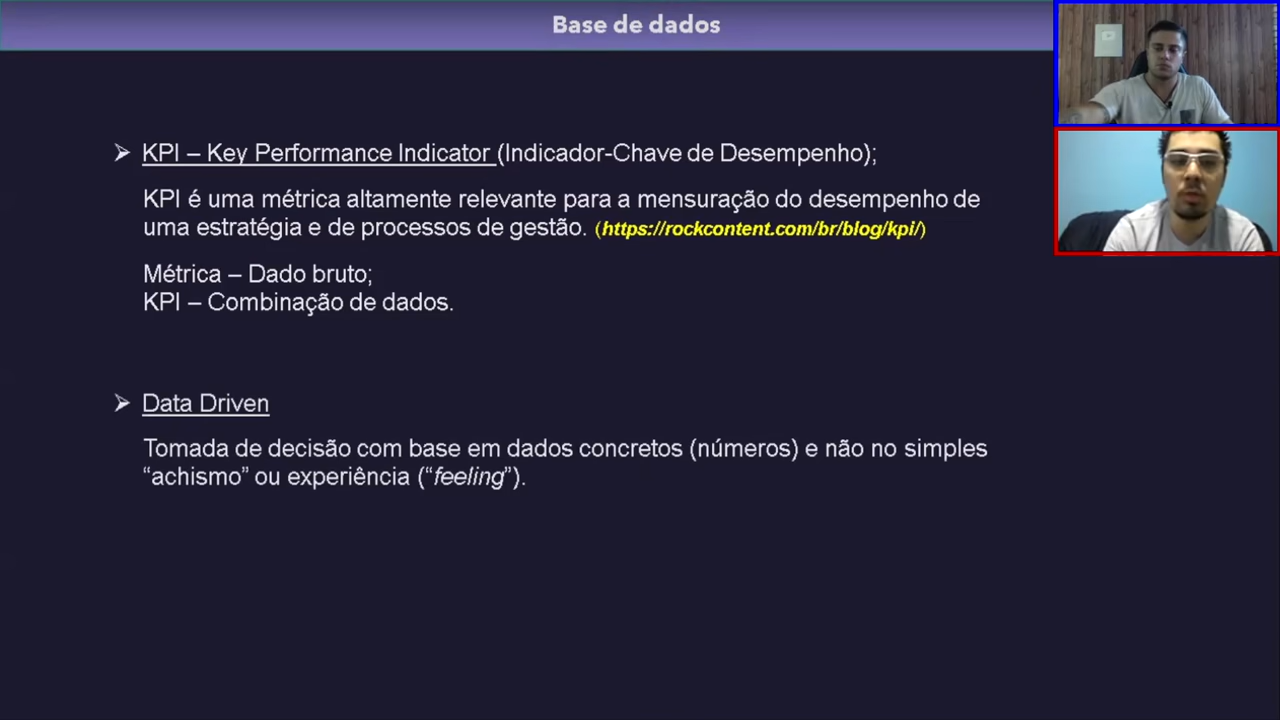 Base de dados
➢ KPI – Key Performance Indicator (Indicador-Chave de Desempenho);
KPI é uma métrica altamente relevante para a mensuração do desempenho de
uma estratégia e de processos de gestão. (https://rockcontent.com/br/blog/kpi/)
Métrica – Dado bruto;
KPI – Combinação de dados.
➢ Data Driven
Tomada de decisão com base em dados concretos (números) e não no simples
“achismo” ou experiência (“feeling”).